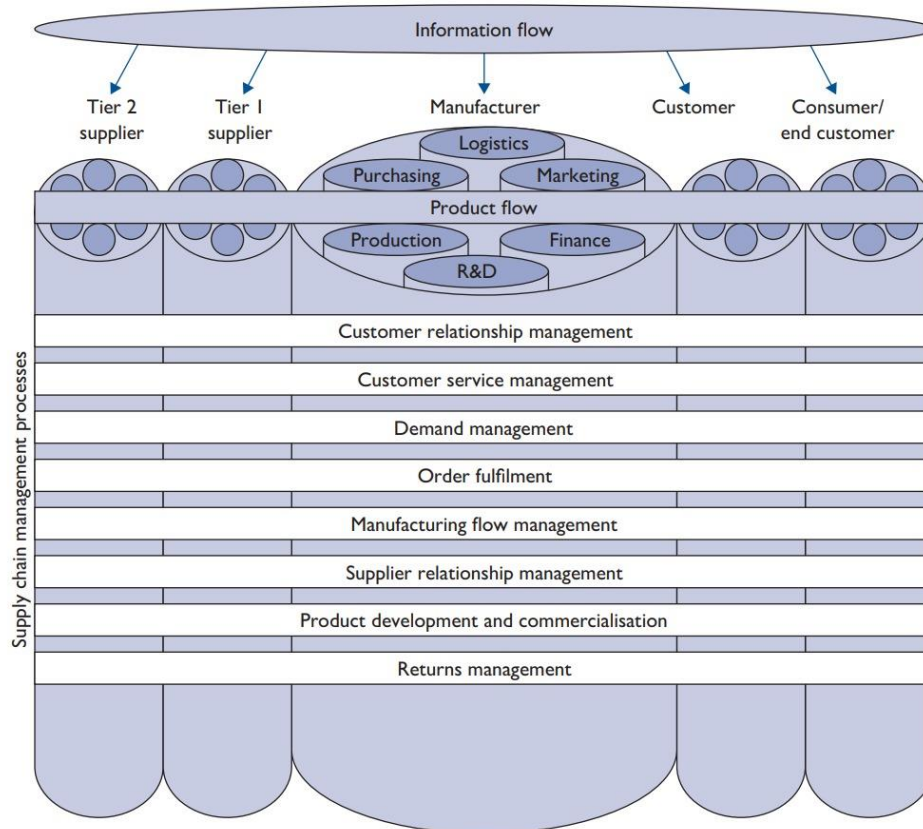 Information flow
Tier 2
supplier
Tier 1
supplier
Manufacturer
Customer
Consumer/
end customer
Logistics
Purchasing
Marketing
Product flow
Production
Finance
R&D
Supply chain management processes
Customer relationship management
Customer service management
Demand management
Order fulfilment
Manufacturing flow management
Supplier relationship management
Product development and commercialisation
Returns management